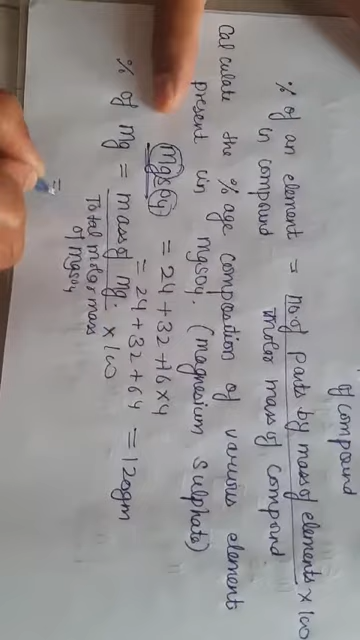 of compound
% of an element = no. of parts by mass of elements × 100
in compound molar mass of compound
Calculate the % age composition of various element
present in MgSO4. (magnesium Sulphate)
MgSO4 = 24 + 32 + 16 × 4
= 24 + 32 + 64 = 120gm
% of Mg = mass of Mg × 100
Total molar mass
of MgSO4
=